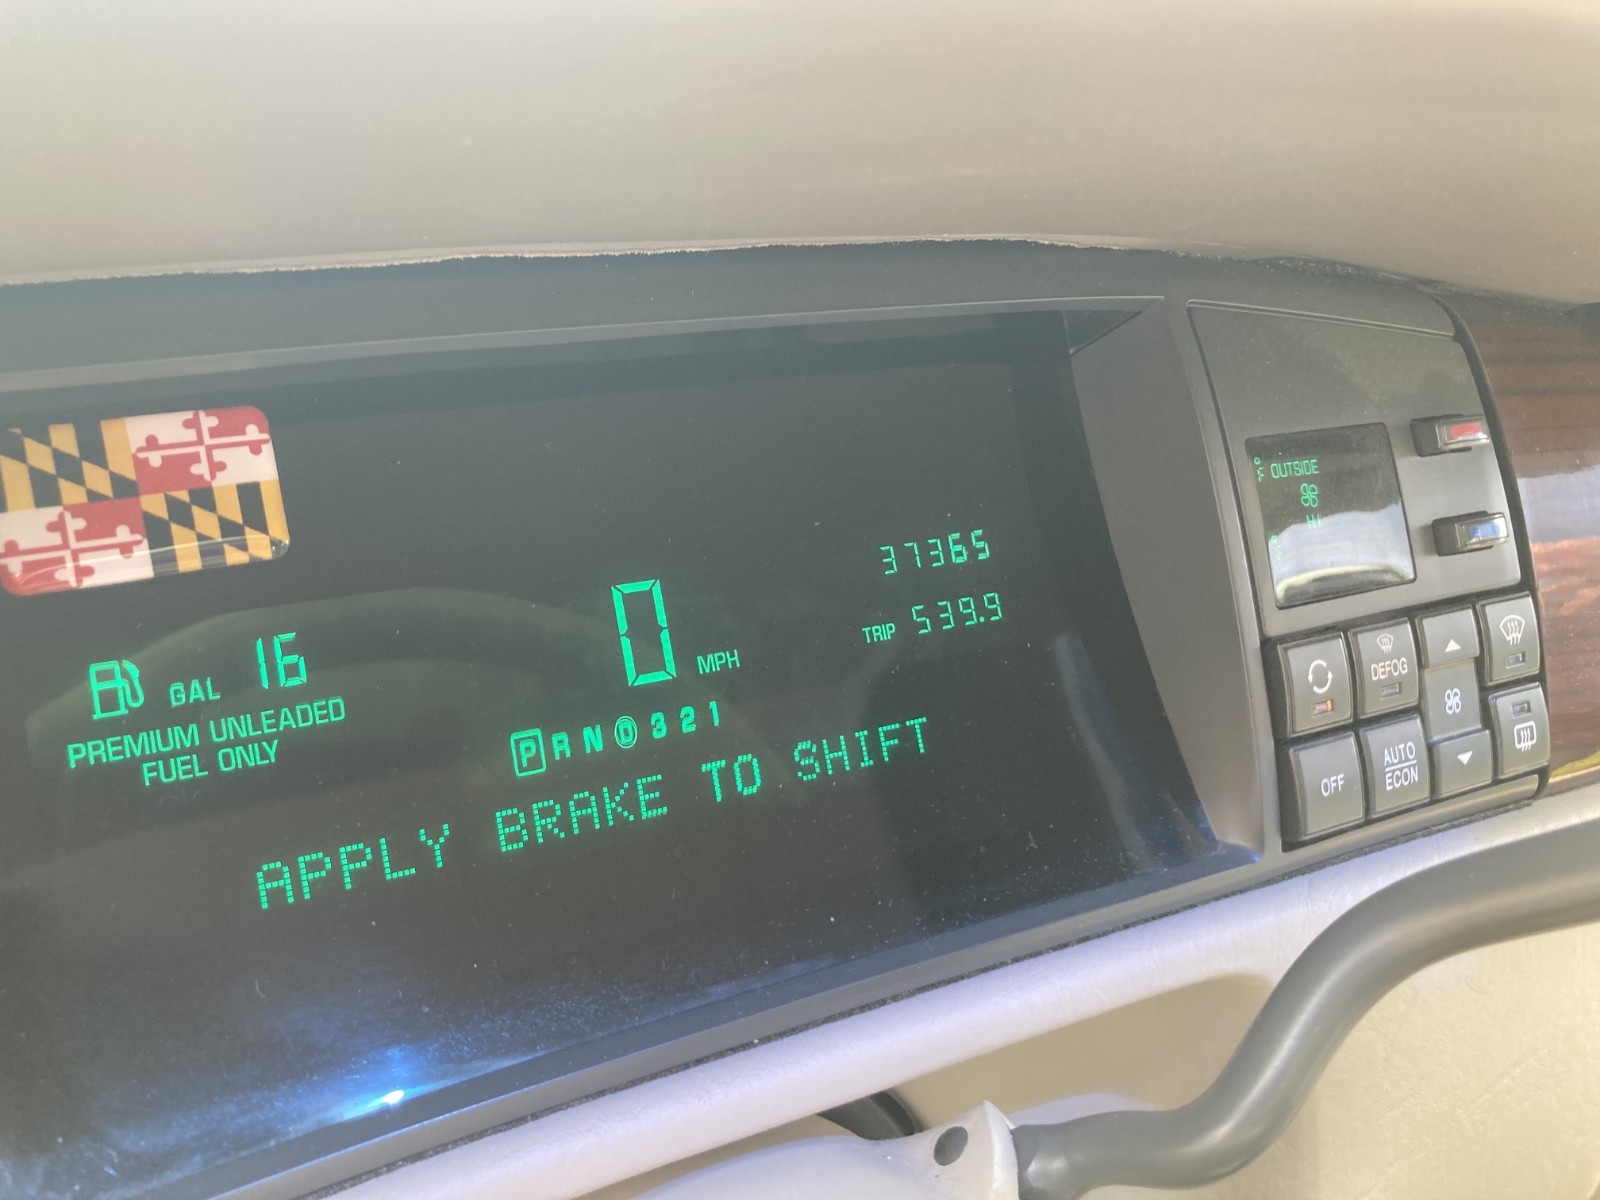 GAL 16
PREMIUM UNLEADED
FUEL ONLY
0 MPH
P R N D 3 2 1
APPLY BRAKE TO SHIFT
37365
TRIP 539.9
OUTSIDE
HI
DEFOG
OFF
AUTO
ECON